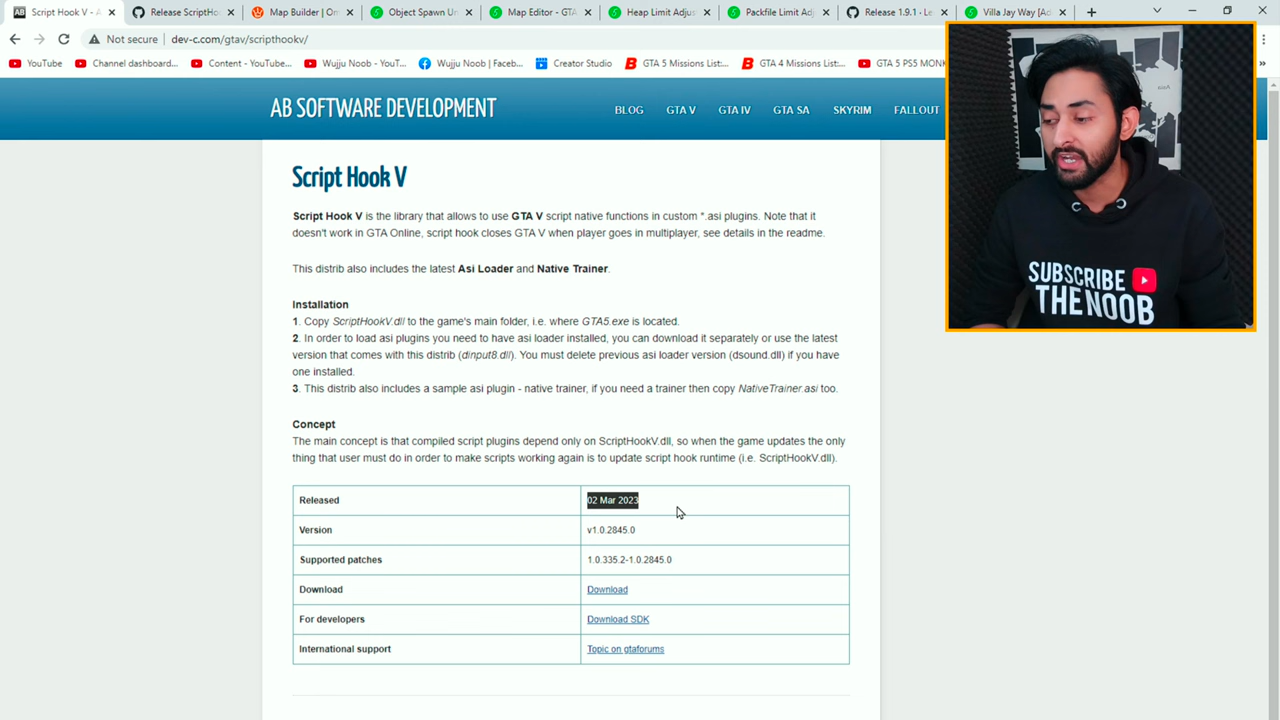 Script Hook V - A
Release ScriptHo
Map Builder | Om
Object Spawn Un
Map Editor - GTA
Heap Limit Adjus
Packfile Limit Adj
Release 1.9.1 · Le
Villa Jay Way [Ad
Not secure dev-c.com/gtav/scripthookv/
YouTube Channel dashboard... Content - YouTube... Wujju Noob - YouT... Wujju Noob | Faceb... Creator Studio GTA 5 Missions List:... GTA 4 Missions List:... GTA 5 PS5 MONK
AB SOFTWARE DEVELOPMENT
BLOG GTA V GTA IV GTA SA SKYRIM FALLOUT
Script Hook V
Script Hook V is the library that allows to use GTA V script native functions in custom *.asi plugins. Note that it
doesn't work in GTA Online, script hook closes GTA V when player goes in multiplayer, see details in the readme.
This distrib also includes the latest Asi Loader and Native Trainer.
Installation
1. Copy ScriptHookV.dll to the game's main folder, i.e. where GTA5.exe is located.
2. In order to load asi plugins you need to have asi loader installed, you can download it separately or use the latest
version that comes with this distrib (dinput8.dll). You must delete previous asi loader version (dsound.dll) if you have
one installed.
3. This distrib also includes a sample asi plugin - native trainer, if you need a trainer then copy NativeTrainer.asi too.
Concept
The main concept is that compiled script plugins depend only on ScriptHookV.dll, so when the game updates the only
thing that user must do in order to make scripts working again is to update script hook runtime (i.e. ScriptHookV.dll).
Released 02 Mar 2023
Version v1.0.2845.0
Supported patches 1.0.335.2-1.0.2845.0
Download Download
For developers Download SDK
International support Topic on gtaforums
SUBSCRIBE
THE NOOB